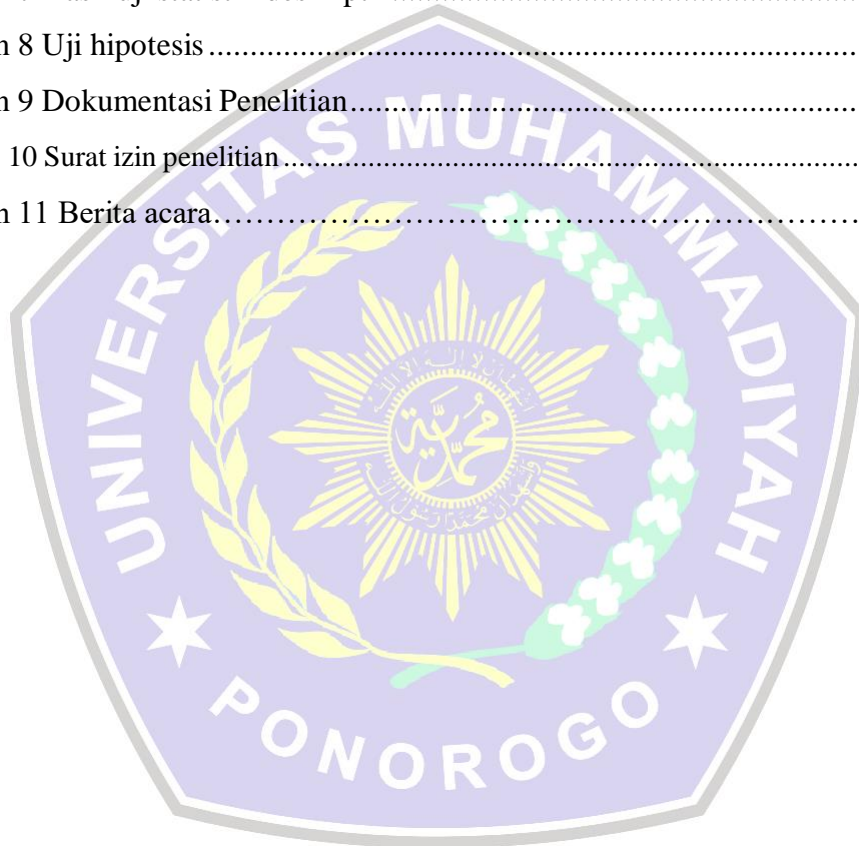 n 8 Uji hipotesis
n 9 Dokumentasi Penelitian
10 Surat izin penelitian
n 11 Berita acara
UNIVERSITAS MUHAMMADIYAH
PONOROGO